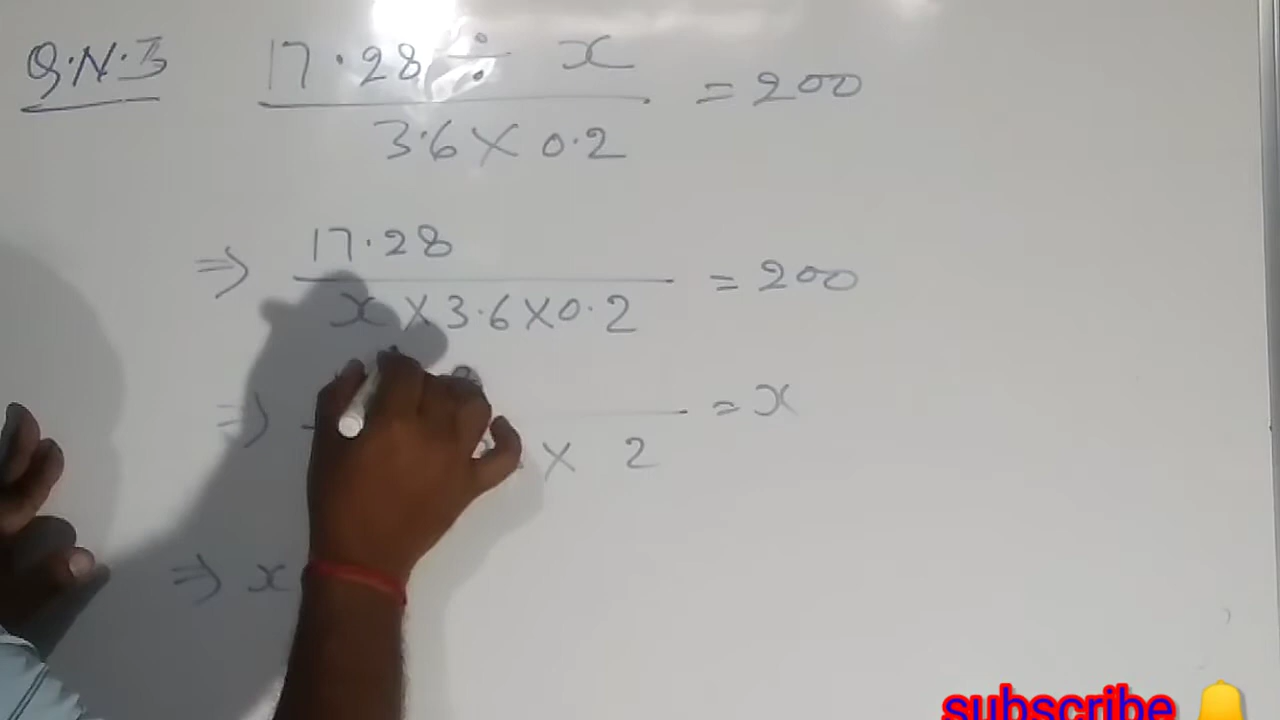 Q.N.3 17.28 ÷ x
= 200
3.6 × 0.2
⇒ 17.28
= 200
x × 3.6 × 0.2
⇒ = x
× 2
⇒ x
subscribe 🔔